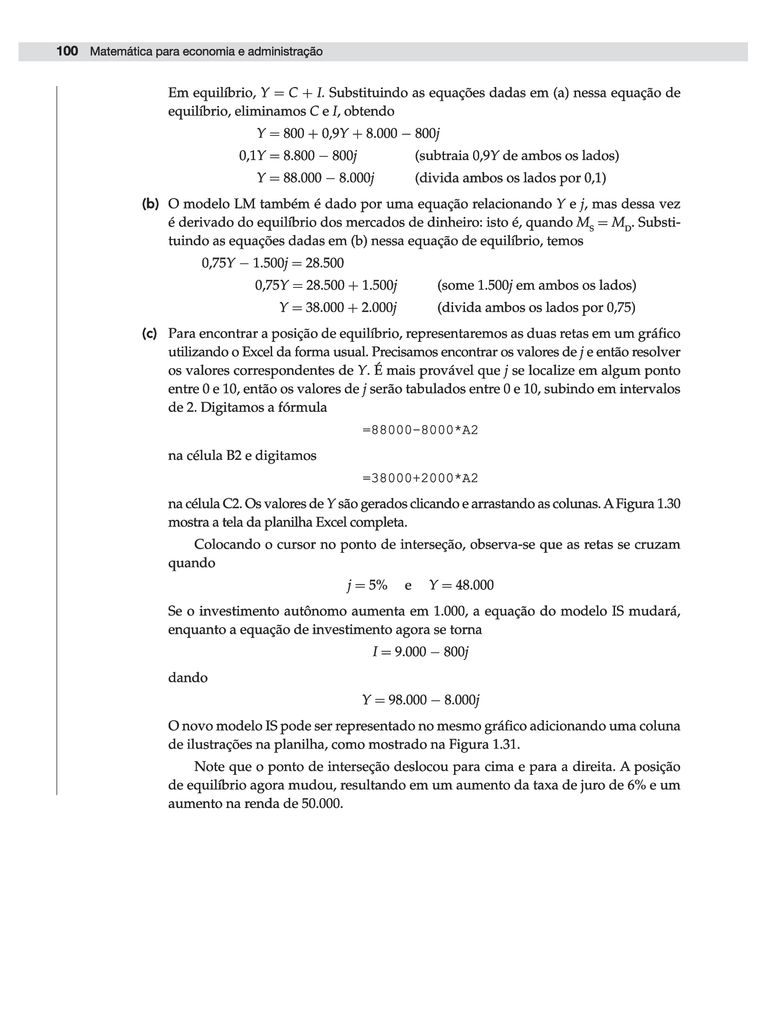 100 Matemática para economia e administração
Em equilíbrio, Y = C + I. Substituindo as equações dadas em (a) nessa equação de
equilíbrio, eliminamos C e I, obtendo
Y = 800 + 0,9Y + 8.000 − 800j
0,1Y = 8.800 − 800j (subtraia 0,9Y de ambos os lados)
Y = 88.000 − 8.000j (divida ambos os lados por 0,1)
(b) O modelo LM também é dado por uma equação relacionando Y e j, mas dessa vez
é derivado do equilíbrio dos mercados de dinheiro: isto é, quando M_S = M_D. Substi-
tuindo as equações dadas em (b) nessa equação de equilíbrio, temos
0,75Y − 1.500j = 28.500
0,75Y = 28.500 + 1.500j (some 1.500j em ambos os lados)
Y = 38.000 + 2.000j (divida ambos os lados por 0,75)
(c) Para encontrar a posição de equilíbrio, representaremos as duas retas em um gráfico
utilizando o Excel da forma usual. Precisamos encontrar os valores de j e então resolver
os valores correspondentes de Y. É mais provável que j se localize em algum ponto
entre 0 e 10, então os valores de j serão tabulados entre 0 e 10, subindo em intervalos
de 2. Digitamos a fórmula
=88000−8000*A2
na célula B2 e digitamos
=38000+2000*A2
na célula C2. Os valores de Y são gerados clicando e arrastando as colunas. A Figura 1.30
mostra a tela da planilha Excel completa.
Colocando o cursor no ponto de interseção, observa-se que as retas se cruzam
quando
j = 5% e Y = 48.000
Se o investimento autônomo aumenta em 1.000, a equação do modelo IS mudará,
enquanto a equação de investimento agora se torna
I = 9.000 − 800j
dando
Y = 98.000 − 8.000j
O novo modelo IS pode ser representado no mesmo gráfico adicionando uma coluna
de ilustrações na planilha, como mostrado na Figura 1.31.
Note que o ponto de interseção deslocou para cima e para a direita. A posição
de equilíbrio agora mudou, resultando em um aumento da taxa de juro de 6% e um
aumento na renda de 50.000.